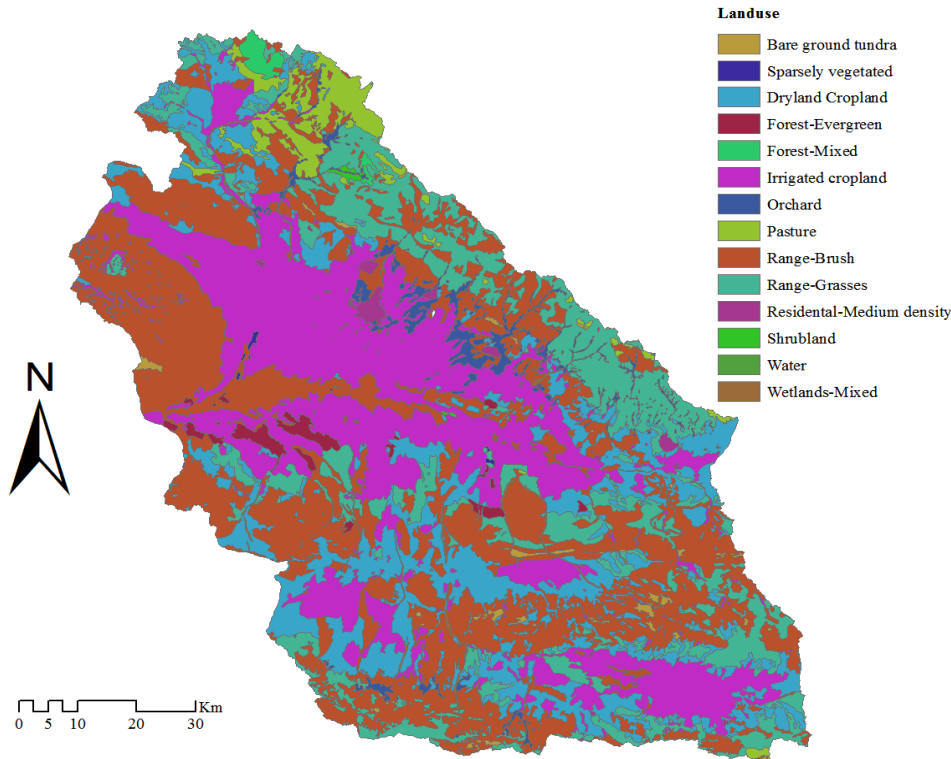 Landuse
Bare ground tundra
Sparsely vegetated
Dryland Cropland
Forest-Evergreen
Forest-Mixed
Irrigated cropland
Orchard
Pasture
Range-Brush
Range-Grasses
Residental-Medium density
Shrubland
Water
Wetlands-Mixed
N
Km
0 5 10 20 30